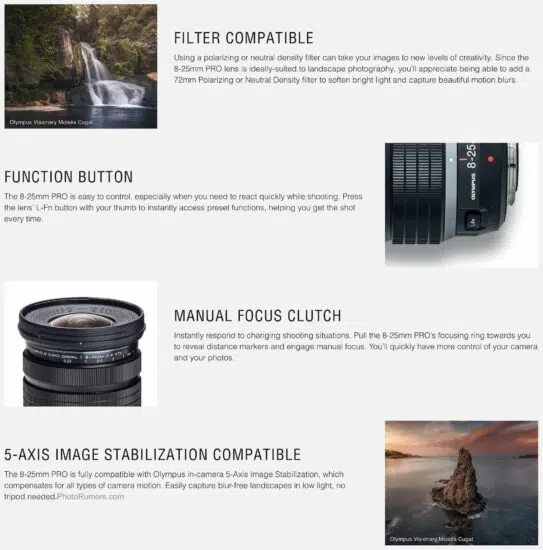 FILTER COMPATIBLE
Using a polarizing or neutral density filter can take your images to new levels of creativity. Since the
8-25mm PRO lens is ideally-suited to landscape photography, you'll appreciate being able to add a
72mm Polarizing or Neutral Density filter to soften bright light and capture beautiful motion blurs.
Olympus Visionary Moisés Cugat
FUNCTION BUTTON
The 8-25mm PRO is easy to control, especially when you need to react quickly while shooting. Press
the lens' L-Fn button with your thumb to instantly access preset functions, helping you get the shot
every time.
OLYMPUS
8-25
L-Fn
MANUAL FOCUS CLUTCH
Instantly respond to changing shooting situations. Pull the 8-25mm PRO's focusing ring towards you
to reveal distance markers and engage manual focus. You'll quickly have more control of your camera
and your photos.
5-AXIS IMAGE STABILIZATION COMPATIBLE
The 8-25mm PRO is fully compatible with Olympus in-camera 5-Axis Image Stabilization, which
compensates for all types of camera motion. Easily capture blur-free landscapes in low light, no
tripod needed.PhotoRumors.com
Olympus Visionary Moisés Cugat